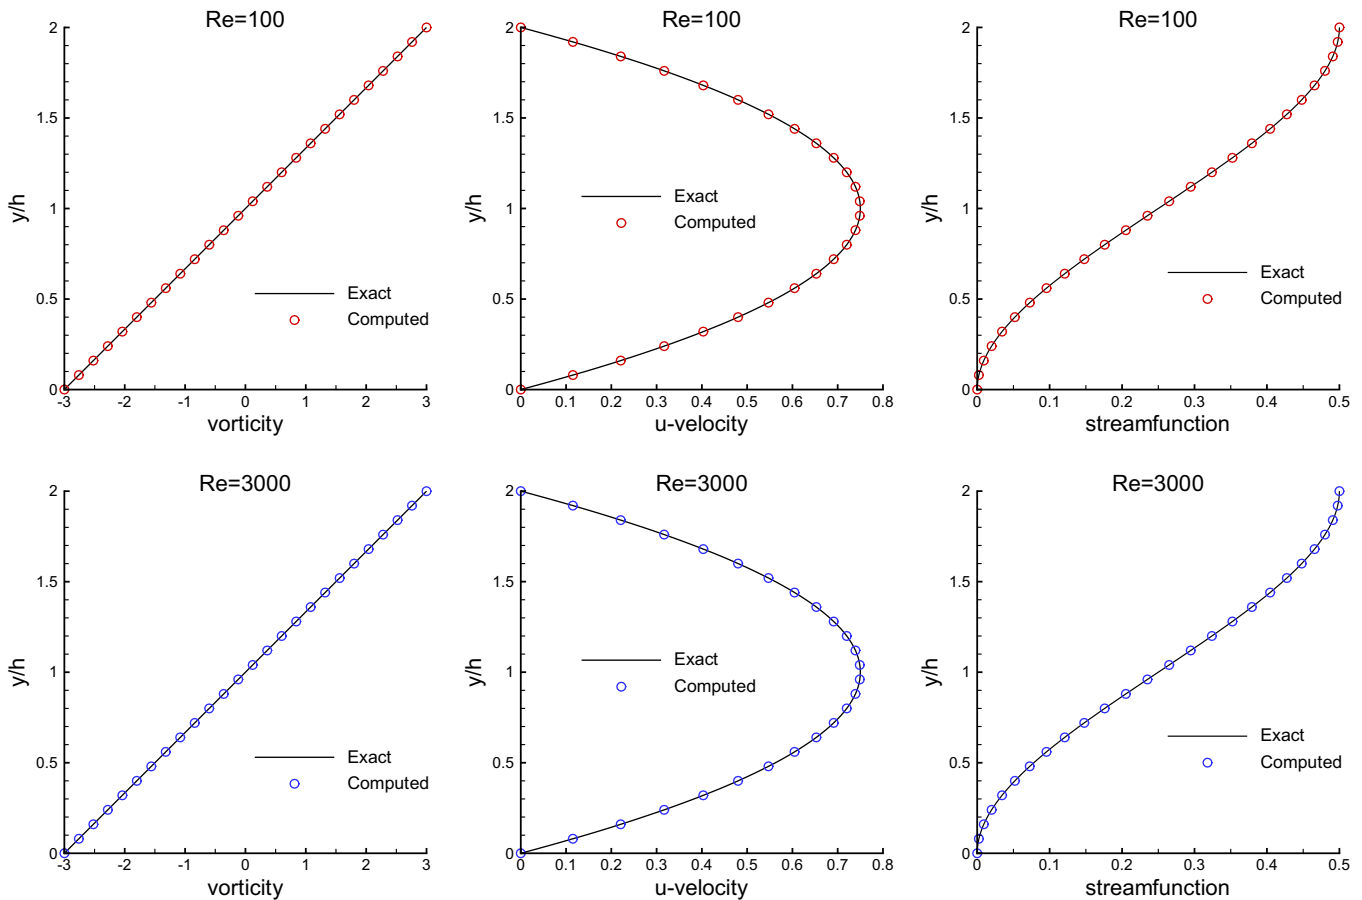 Re=100
2
1.5
1
0.5
0
y/h
Exact
Computed
-3 -2 -1 0 1 2 3
vorticity
Re=100
2
1.5
1
0.5
0
y/h
Exact
Computed
0 0.1 0.2 0.3 0.4 0.5 0.6 0.7 0.8
u-velocity
Re=100
2
1.5
1
0.5
0
y/h
Exact
Computed
0 0.1 0.2 0.3 0.4 0.5
streamfunction
Re=3000
2
1.5
1
0.5
0
y/h
Exact
Computed
-3 -2 -1 0 1 2 3
vorticity
Re=3000
2
1.5
1
0.5
0
y/h
Exact
Computed
0 0.1 0.2 0.3 0.4 0.5 0.6 0.7 0.8
u-velocity
Re=3000
2
1.5
1
0.5
0
y/h
Exact
Computed
0 0.1 0.2 0.3 0.4 0.5
streamfunction